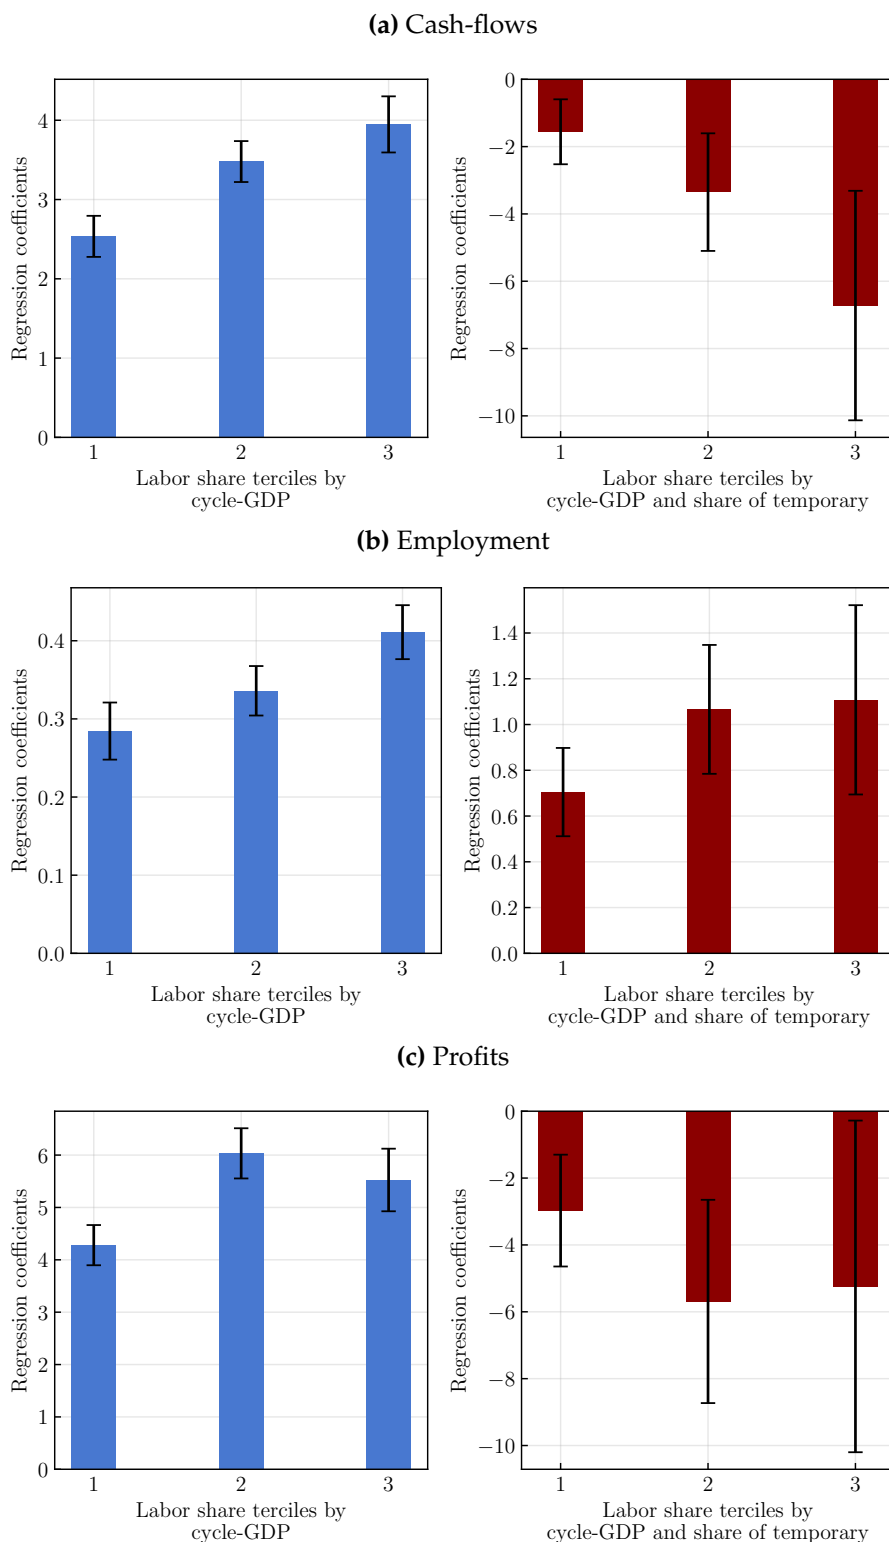 (a) Cash-flows
Regression coefficients
4
3
2
1
0
1 2 3
Labor share terciles by
cycle-GDP
Regression coefficients
0
−2
−4
−6
−8
−10
1 2 3
Labor share terciles by
cycle-GDP and share of temporary
(b) Employment
Regression coefficients
0.4
0.3
0.2
0.1
0.0
1 2 3
Labor share terciles by
cycle-GDP
Regression coefficients
1.4
1.2
1.0
0.8
0.6
0.4
0.2
0.0
1 2 3
Labor share terciles by
cycle-GDP and share of temporary
(c) Profits
Regression coefficients
6
5
4
3
2
1
0
1 2 3
Labor share terciles by
cycle-GDP
Regression coefficients
0
−2
−4
−6
−8
−10
1 2 3
Labor share terciles by
cycle-GDP and share of temporary